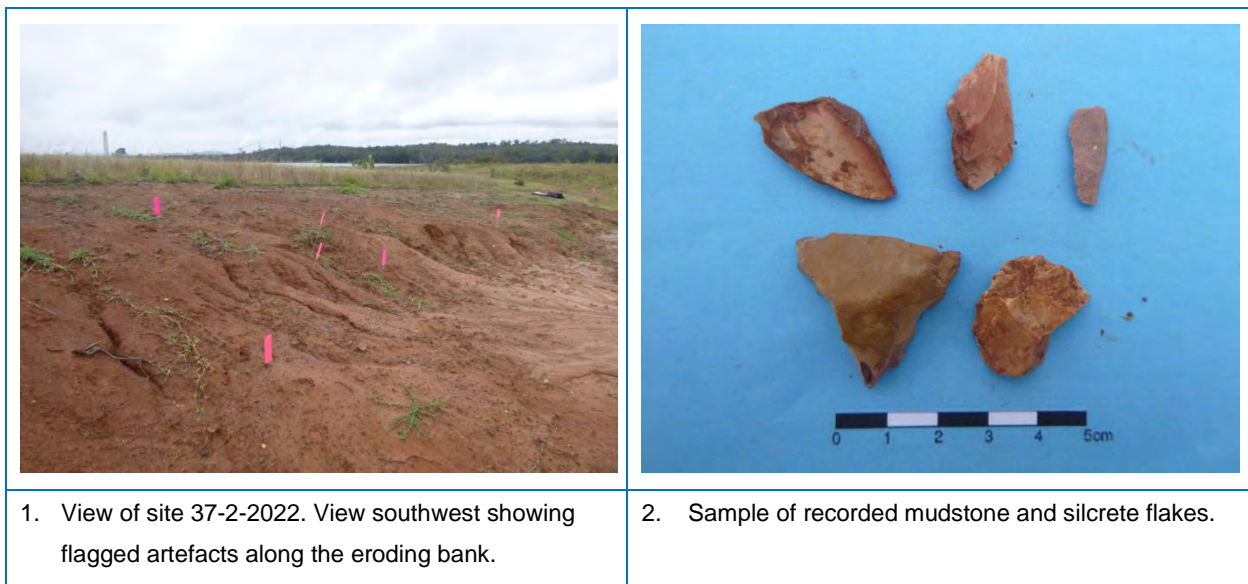 0 1 2 3 4 5cm
1. View of site 37-2-2022. View southwest showing
flagged artefacts along the eroding bank.
2. Sample of recorded mudstone and silcrete flakes.